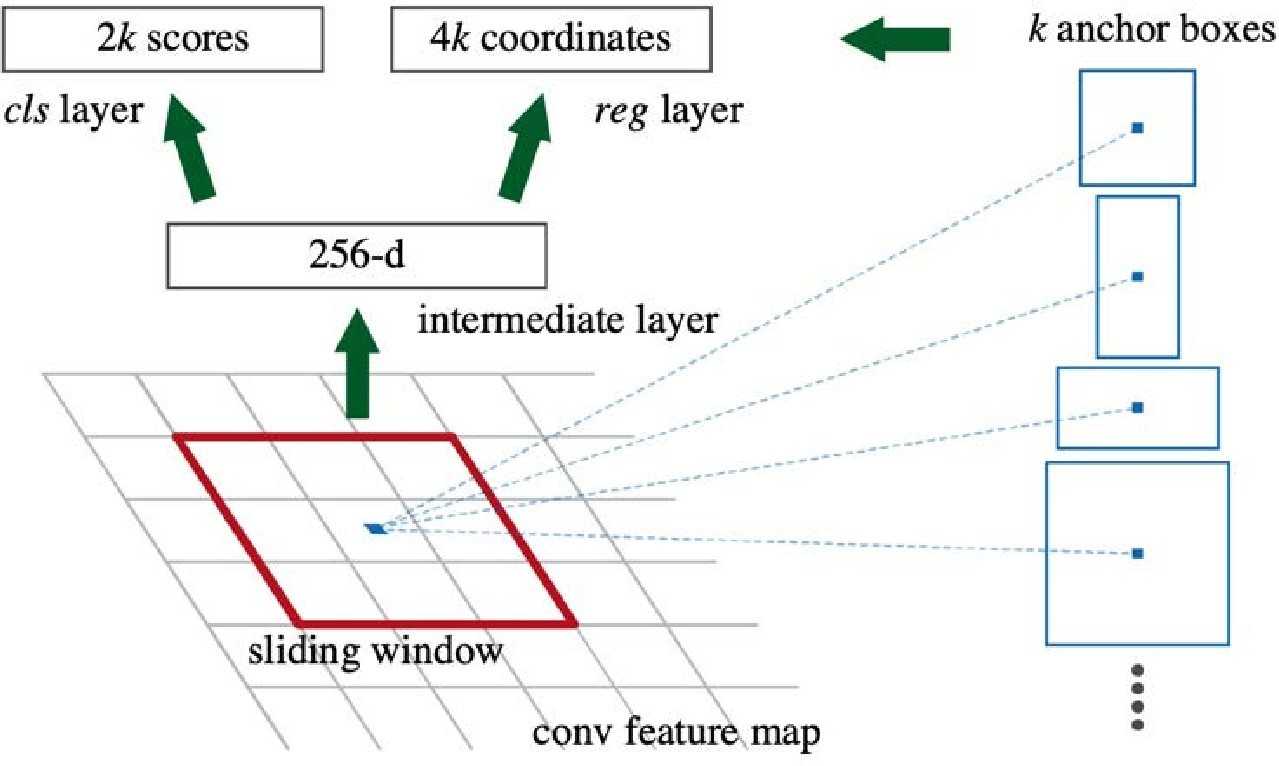 2k scores
4k coordinates
k anchor boxes
cls layer
reg layer
256-d
intermediate layer
sliding window
conv feature map